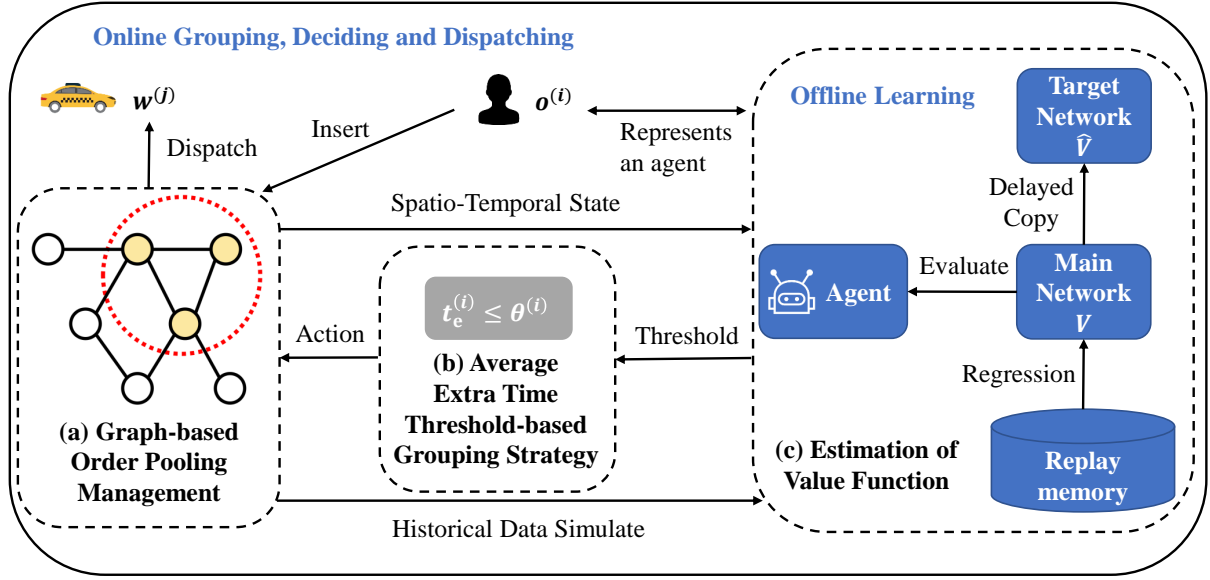 Online Grouping, Deciding and Dispatching
w^(j)
Dispatch
Insert
o^(i)
Represents
an agent
Spatio-Temporal State
(a) Graph-based
Order Pooling
Management
Action
t_e^(i) ≤ θ^(i)
(b) Average
Extra Time
Threshold-based
Grouping Strategy
Threshold
Historical Data Simulate
Offline Learning
Target
Network
V̂
Delayed
Copy
Agent
Evaluate
Main
Network
V
Regression
(c) Estimation of
Value Function
Replay
memory